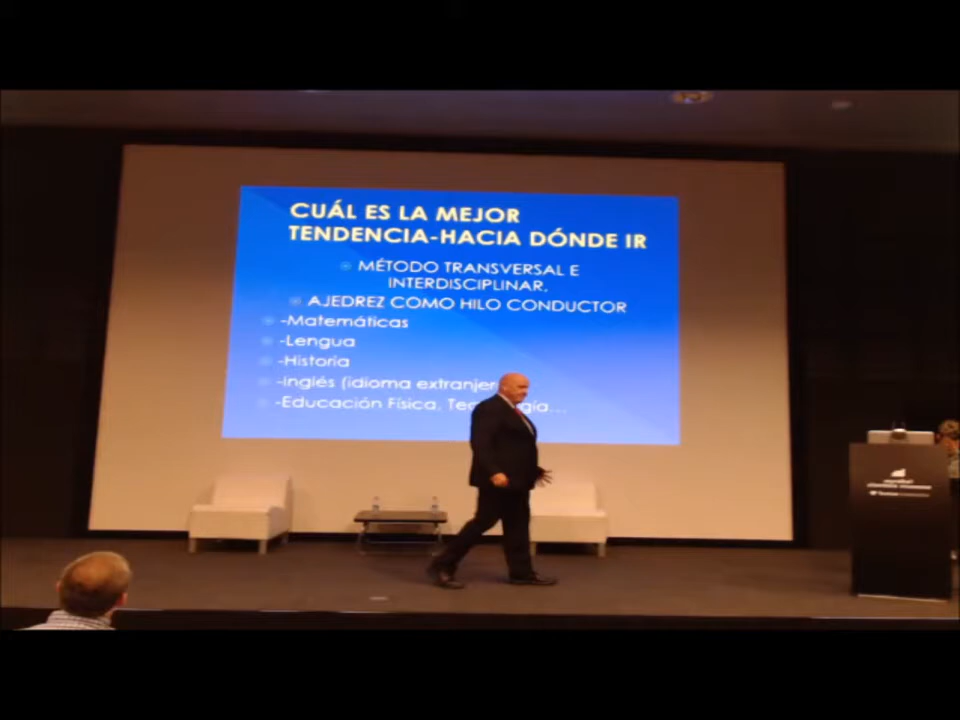 CUÁL ES LA MEJOR
TENDENCIA-HACIA DÓNDE IR
MÉTODO TRANSVERSAL E
INTERDISCIPLINAR,
AJEDREZ COMO HILO CONDUCTOR
-Matemáticas
-Lengua
-Historia
-Inglés (idioma extranjer
-Educación Física,